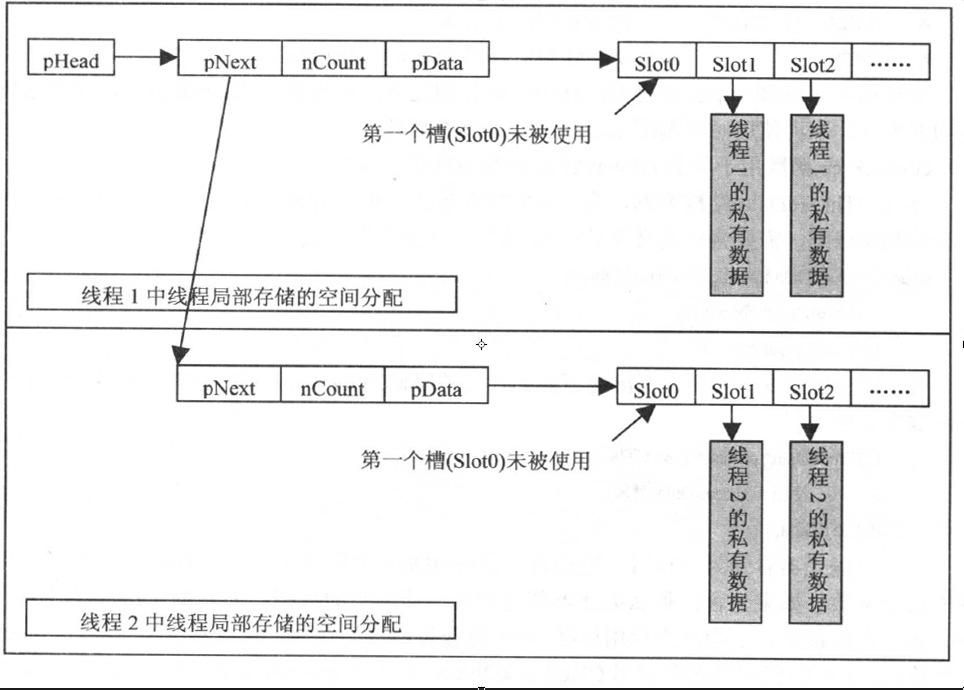 pHead pNext nCount pData Slot0 Slot1 Slot2 ……
第一个槽(Slot0)未被使用
线程1的私有数据
线程1的私有数据
线程1中线程局部存储的空间分配
pNext nCount pData Slot0 Slot1 Slot2 ……
第一个槽(Slot0)未被使用
线程2的私有数据
线程2的私有数据
线程2中线程局部存储的空间分配